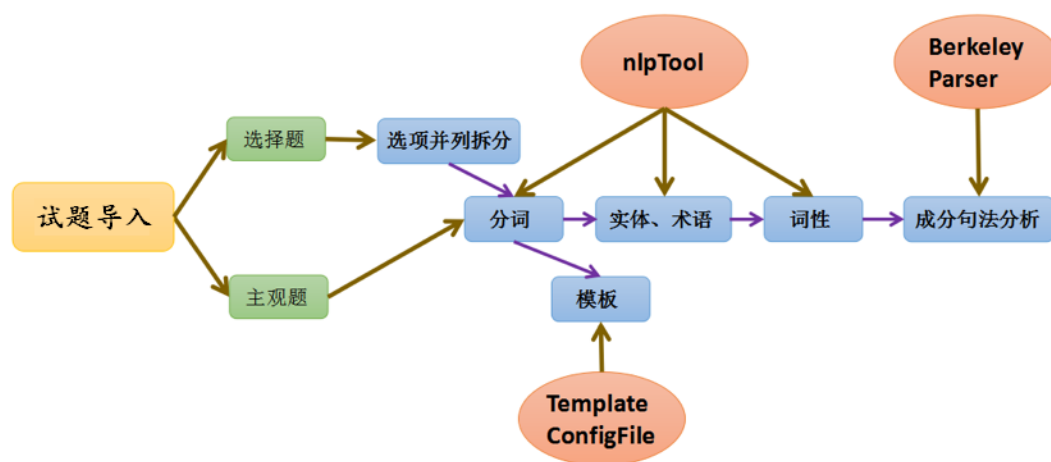 nlpTool
Berkeley
Parser
选择题
选项并列拆分
试题导入
分词
实体、术语
词性
成分句法分析
主观题
模板
Template
ConfigFile